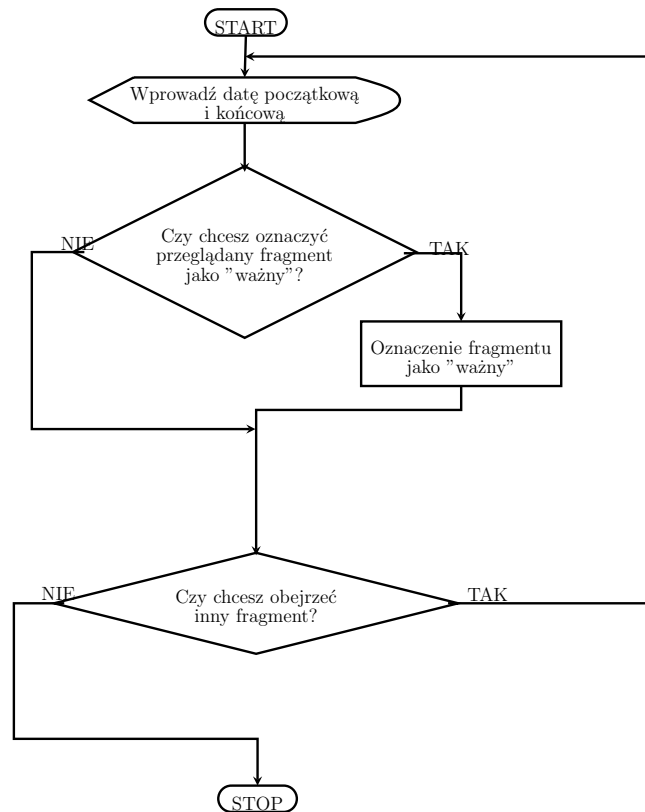 START
Wprowadź datę początkową
i końcową
NIE
TAK
Czy chcesz oznaczyć
przeglądany fragment
jako ”ważny”?
Oznaczenie fragmentu
jako ”ważny”
NIE
TAK
Czy chcesz obejrzeć
inny fragment?
STOP